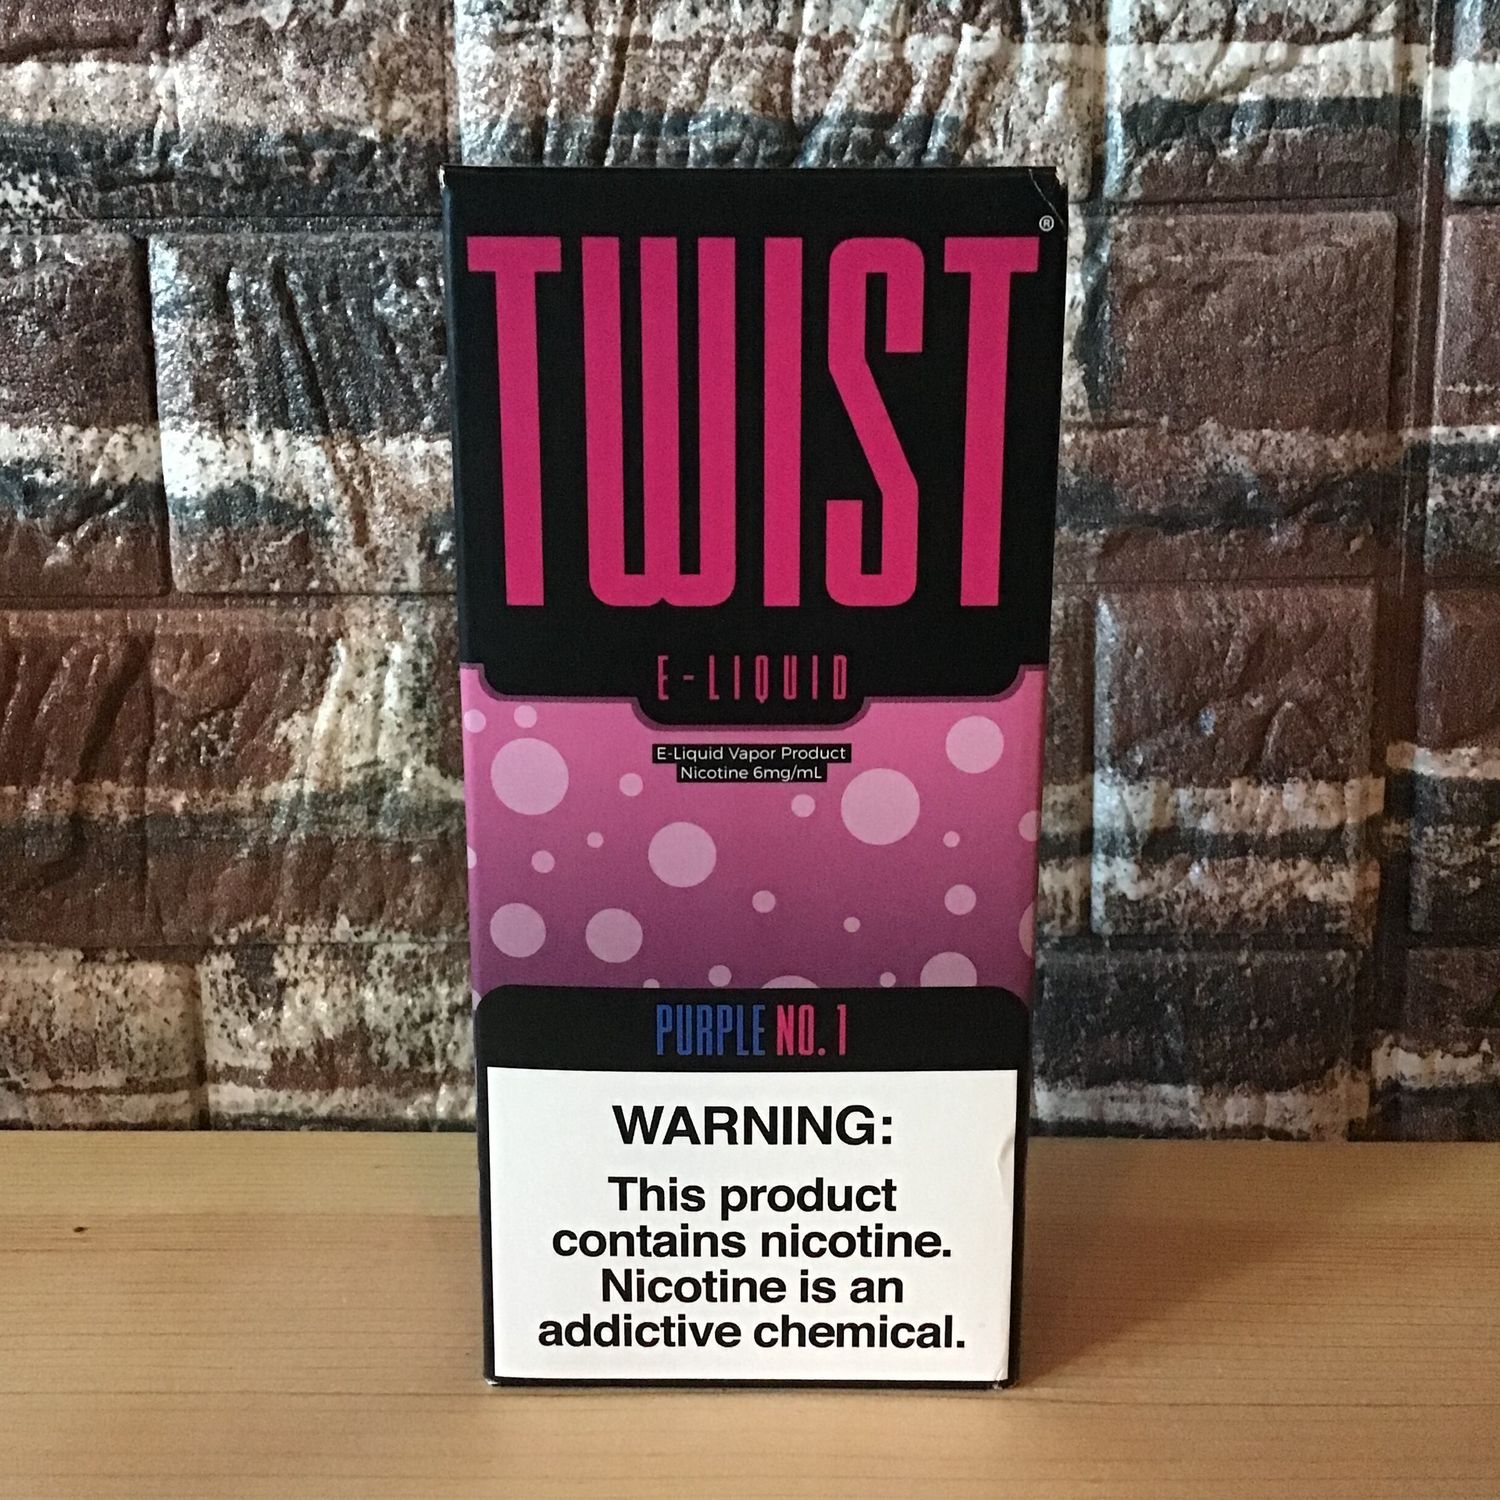 TWIST®
E-LIQUID
E-Liquid Vapor Product
Nicotine 6mg/mL
PURPLE NO. 1
WARNING:
This product
contains nicotine.
Nicotine is an
addictive chemical.